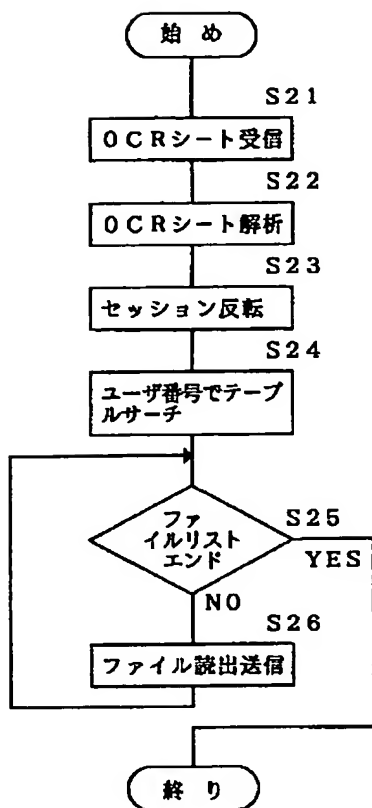 始め
S21
OCRシート受信
S22
OCRシート解析
S23
セッション反転
S24
ユーザ番号でテーブ
ルサーチ
ファ
イルリスト
エンド
S25
YES
NO
S26
ファイル読出送信
終り